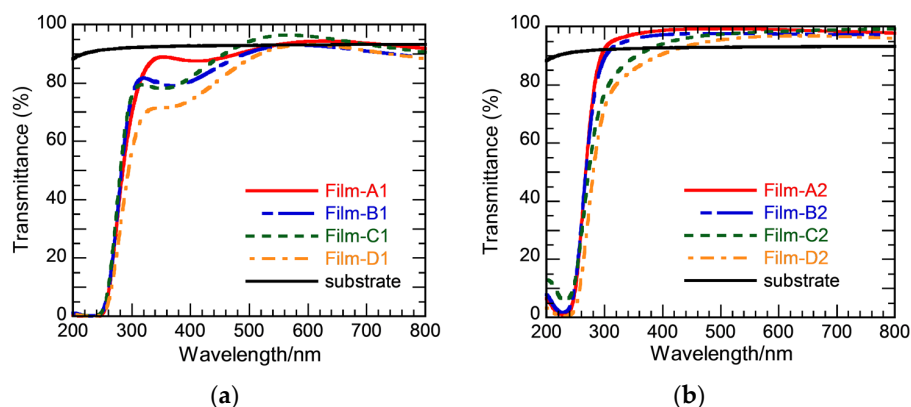 100
80
60
40
20
0
200 300 400 500 600 700 800
Transmittance (%)
Wavelength/nm
Film-A1
Film-B1
Film-C1
Film-D1
substrate
(a)
100
80
60
40
20
0
200 300 400 500 600 700 800
Transmittance (%)
Wavelength/nm
Film-A2
Film-B2
Film-C2
Film-D2
substrate
(b)